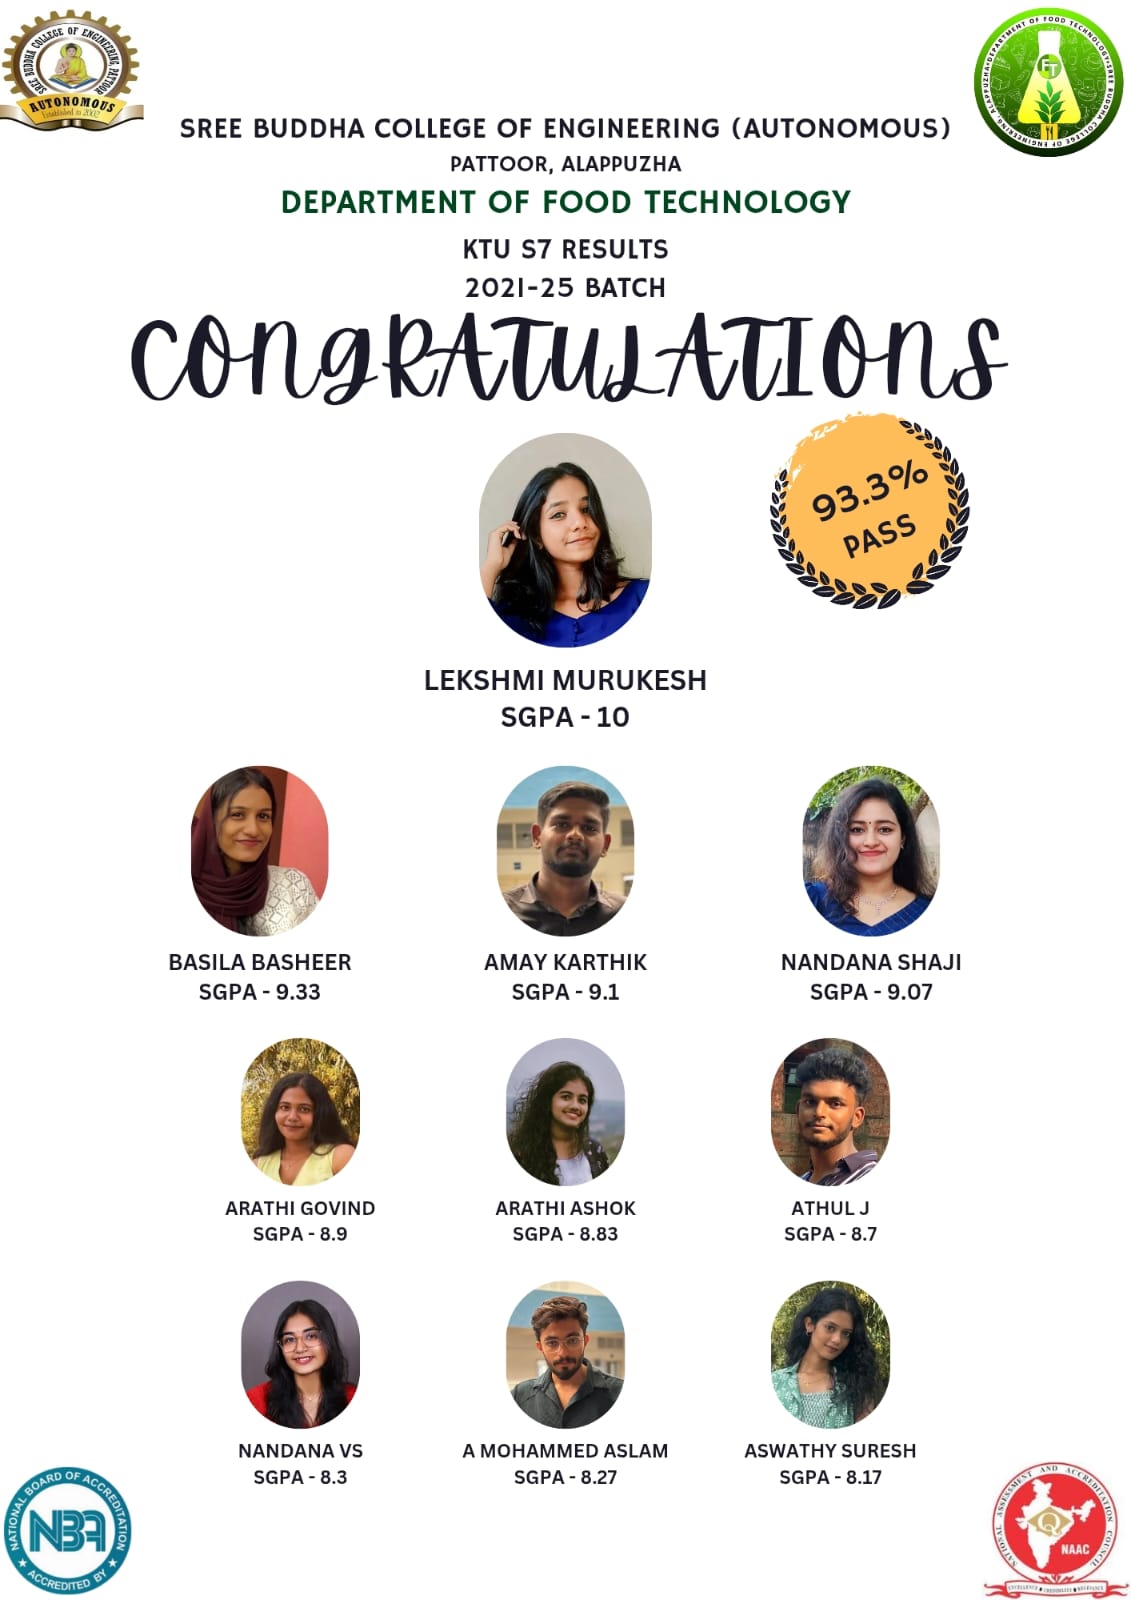 SREE BUDDHA COLLEGE OF ENGINEERING, PATTOOR
AUTONOMOUS
Established in 2002
DEPARTMENT OF FOOD TECHNOLOGY•SREE BUDDHA COLLEGE OF ENGINEERING, ALAPPUZHA•
FT
SREE BUDDHA COLLEGE OF ENGINEERING (AUTONOMOUS)
PATTOOR, ALAPPUZHA
DEPARTMENT OF FOOD TECHNOLOGY
KTU S7 RESULTS
2021-25 BATCH
CONGRATULATIONS
93.3%
PASS
LEKSHMI MURUKESH
SGPA - 10
BASILA BASHEER
SGPA - 9.33
AMAY KARTHIK
SGPA - 9.1
NANDANA SHAJI
SGPA - 9.07
ARATHI GOVIND
SGPA - 8.9
ARATHI ASHOK
SGPA - 8.83
ATHUL J
SGPA - 8.7
NANDANA VS
SGPA - 8.3
A MOHAMMED ASLAM
SGPA - 8.27
ASWATHY SURESH
SGPA - 8.17
NATIONAL BOARD OF ACCREDITATION
NBA
ACCREDITED BY
NATIONAL ASSESSMENT AND ACCREDITATION COUNCIL
Q
NAAC
EXCELLENCE • CREDIBILITY • RELEVANCE